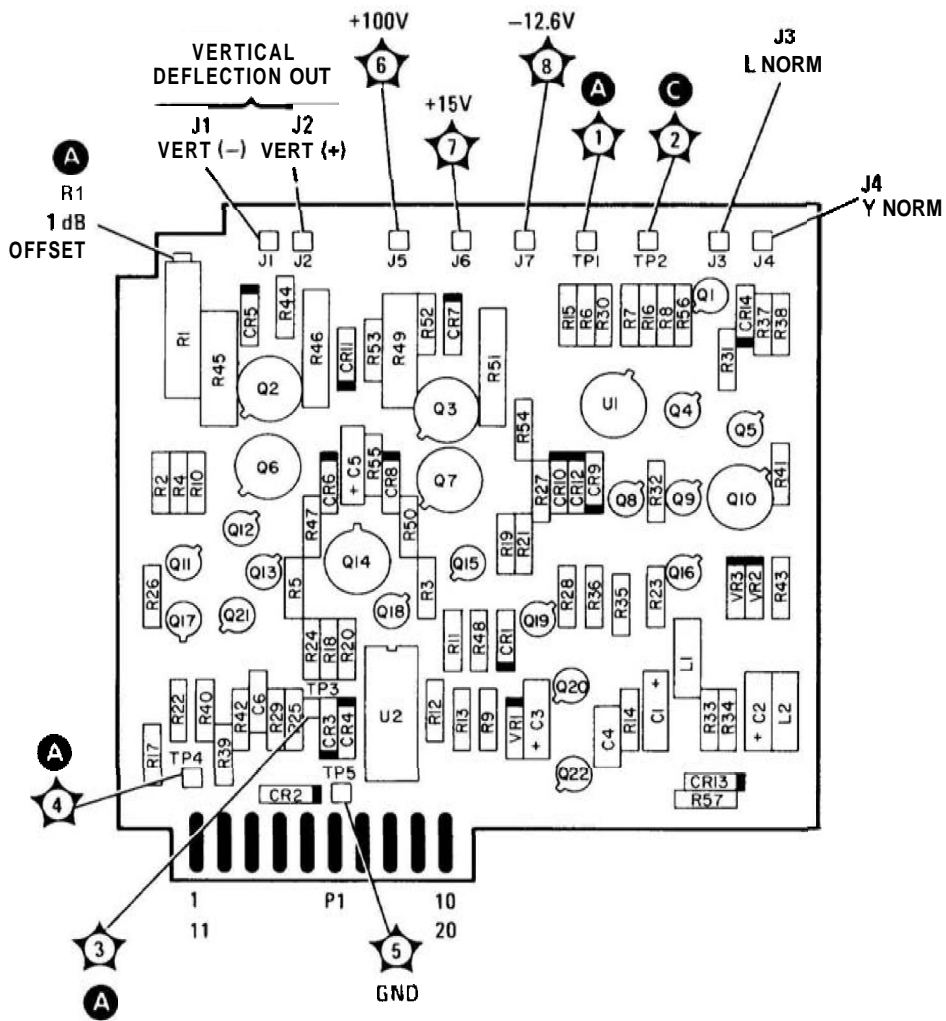 +100V
-12.6V
6
8
VERTICAL
DEFLECTION OUT
J3
L NORM
A
C
+15V
J1
J2
VERT (-)
VERT (+)
7
1
2
A
R1
1 dB
OFFSET
J4
Y NORM
J1
J2
J5
J6
J7
TP1
TP2
J3
J4
R1
R45
CR5
R44
R46
CR11
R53
R49
R52
CR7
R51
R15
R6
R30
R7
R16
R8
R56
Q1
CR14
R37
R38
R31
Q2
Q3
U1
Q4
Q5
R54
R2
R4
R10
Q6
CR6
C5
+
R55
CR8
Q7
R27
CR10
CR12
CR9
Q8
R32
Q9
Q10
R41
Q12
R47
R50
R19
R21
Q11
Q13
Q14
Q15
Q16
R26
R5
R3
R28
R36
R35
R23
VR3
VR2
R43
Q17
Q21
Q18
Q19
R24
R18
R20
R11
R48
CR1
L1
TP3
U2
Q20
R22
R40
R42
C6
R29
R25
CR3
CR4
R12
R13
R9
VR1
C3
+
C4
R14
C1
+
R33
R34
C2
+
L2
R17
R39
TP4
TP5
Q22
A
4
CR2
CR13
R57
1
P1
10
11
20
3
5
A
GND